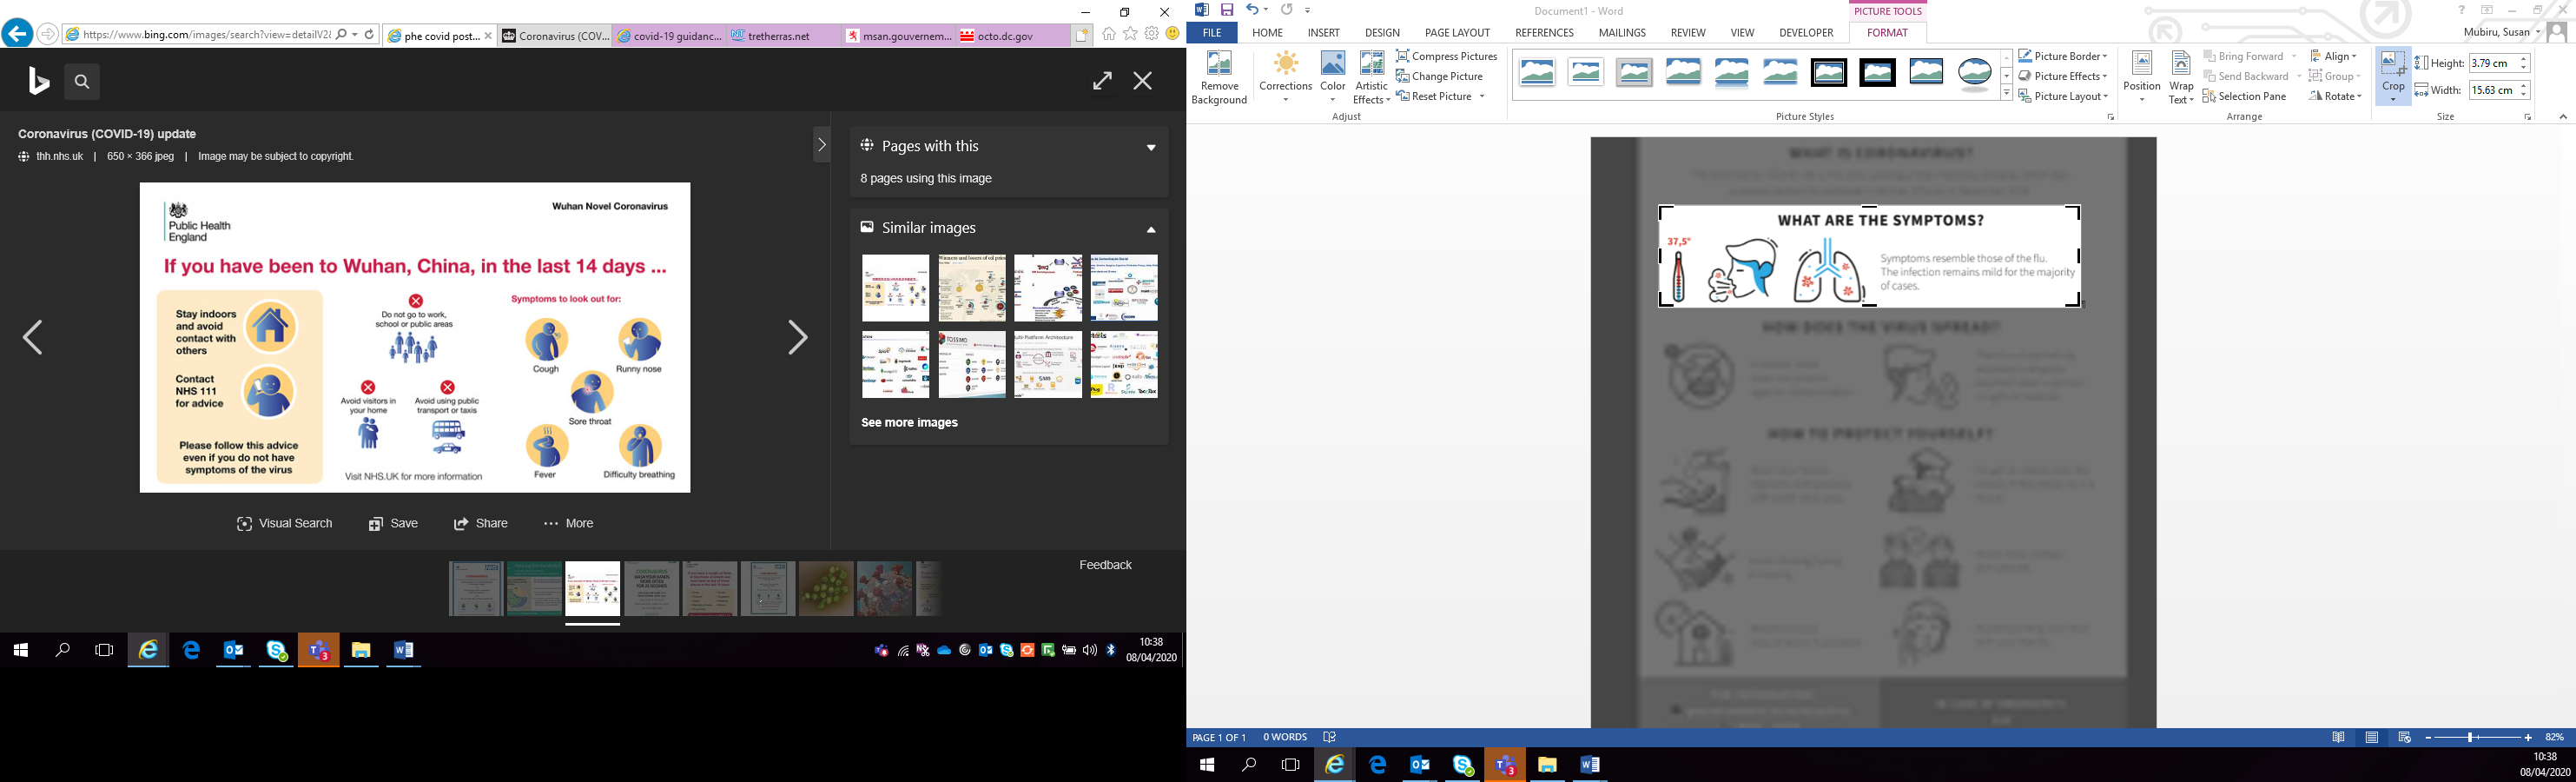 https://www.bing.com/images/search?view=detailV2&
phe covid post...
Coronavirus (COV...
covid-19 guidanc...
tretherras.net
msan.gouvernem...
octo.dc.gov
Coronavirus (COVID-19) update
thh.nhs.uk | 650 × 366 jpeg | Image may be subject to copyright.
Public Health
England
Wuhan Novel Coronavirus
If you have been to Wuhan, China, in the last 14 days ...
Stay indoors
and avoid
contact with
others
Contact
NHS 111
for advice
Please follow this advice
even if you do not have
symptoms of the virus
Do not go to work,
school or public areas
Avoid visitors in
your home
Avoid using public
transport or taxis
Visit NHS.UK for more information
Symptoms to look out for:
Cough
Runny nose
Sore throat
Fever
Difficulty breathing
Visual Search
Save
Share
More
Pages with this
8 pages using this image
Similar images
See more images
Feedback
10:38
08/04/2020
Document1 - Word
PICTURE TOOLS
FILE HOME INSERT DESIGN PAGE LAYOUT REFERENCES MAILINGS REVIEW VIEW DEVELOPER FORMAT
Mubiru, Susan
Remove
Background
Corrections
Color
Artistic
Effects
Compress Pictures
Change Picture
Reset Picture
Adjust
Picture Styles
Picture Border
Picture Effects
Picture Layout
Position
Wrap
Text
Bring Forward
Send Backward
Selection Pane
Align
Group
Rotate
Arrange
Crop
Height: 3.79 cm
Width: 15.63 cm
Size
WHAT IS CORONAVIRUS?
WHAT ARE THE SYMPTOMS?
37,5°
Symptoms resemble those of the flu.
The infection remains mild for the majority
of cases.
HOW DOES THE VIRUS SPREAD?
HOW TO PROTECT YOURSELF?
PAGE 1 OF 1 0 WORDS
82%
10:38
08/04/2020